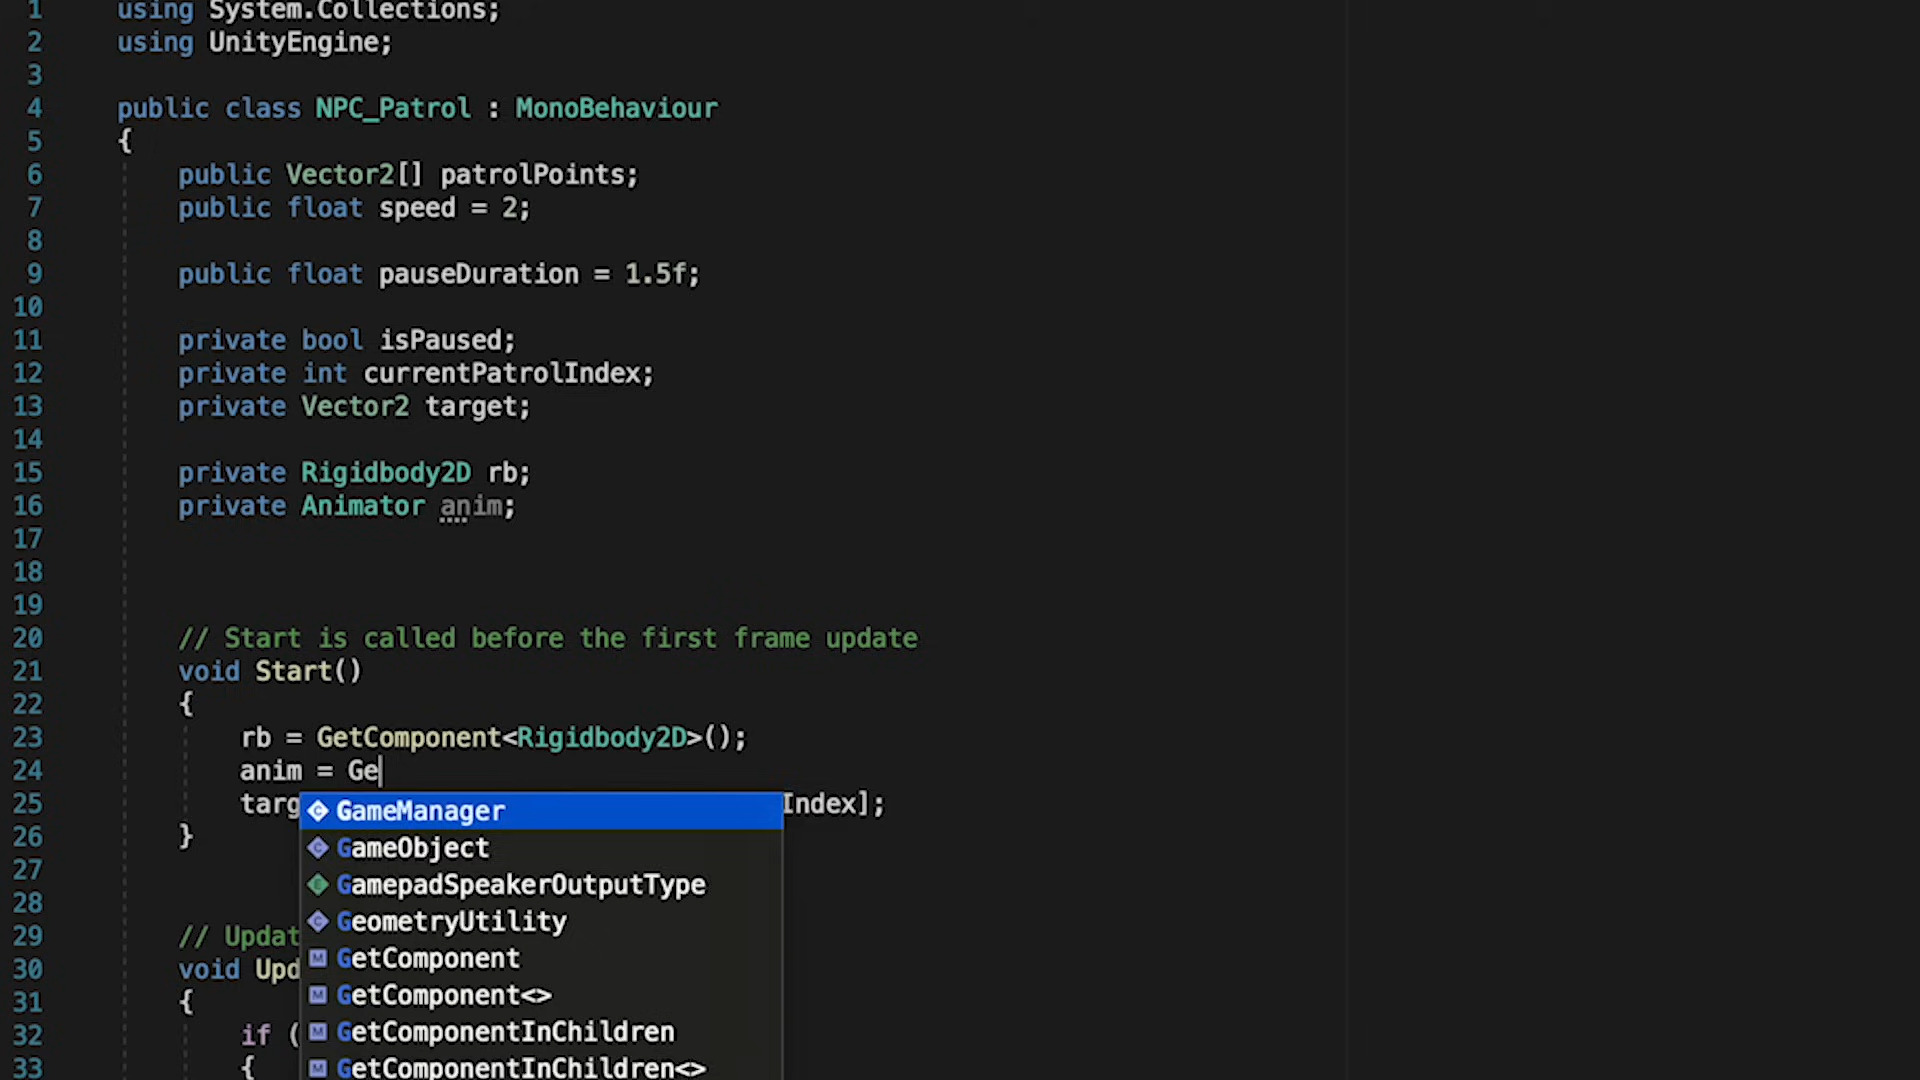 1 using System.Collections;
2 using UnityEngine;
3
4 public class NPC_Patrol : MonoBehaviour
5 {
6 public Vector2[] patrolPoints;
7 public float speed = 2;
8
9 public float pauseDuration = 1.5f;
10
11 private bool isPaused;
12 private int currentPatrolIndex;
13 private Vector2 target;
14
15 private Rigidbody2D rb;
16 private Animator anim;
17
18
19
20 // Start is called before the first frame update
21 void Start()
22 {
23 rb = GetComponent<Rigidbody2D>();
24 anim = Ge
25 targ Index];
26 }
27
28
29 // Updat
30 void Upd
31 {
32 if (
33 {
GameManager
GameObject
GamepadSpeakerOutputType
GeometryUtility
GetComponent
GetComponent<>
GetComponentInChildren
GetComponentInChildren<>